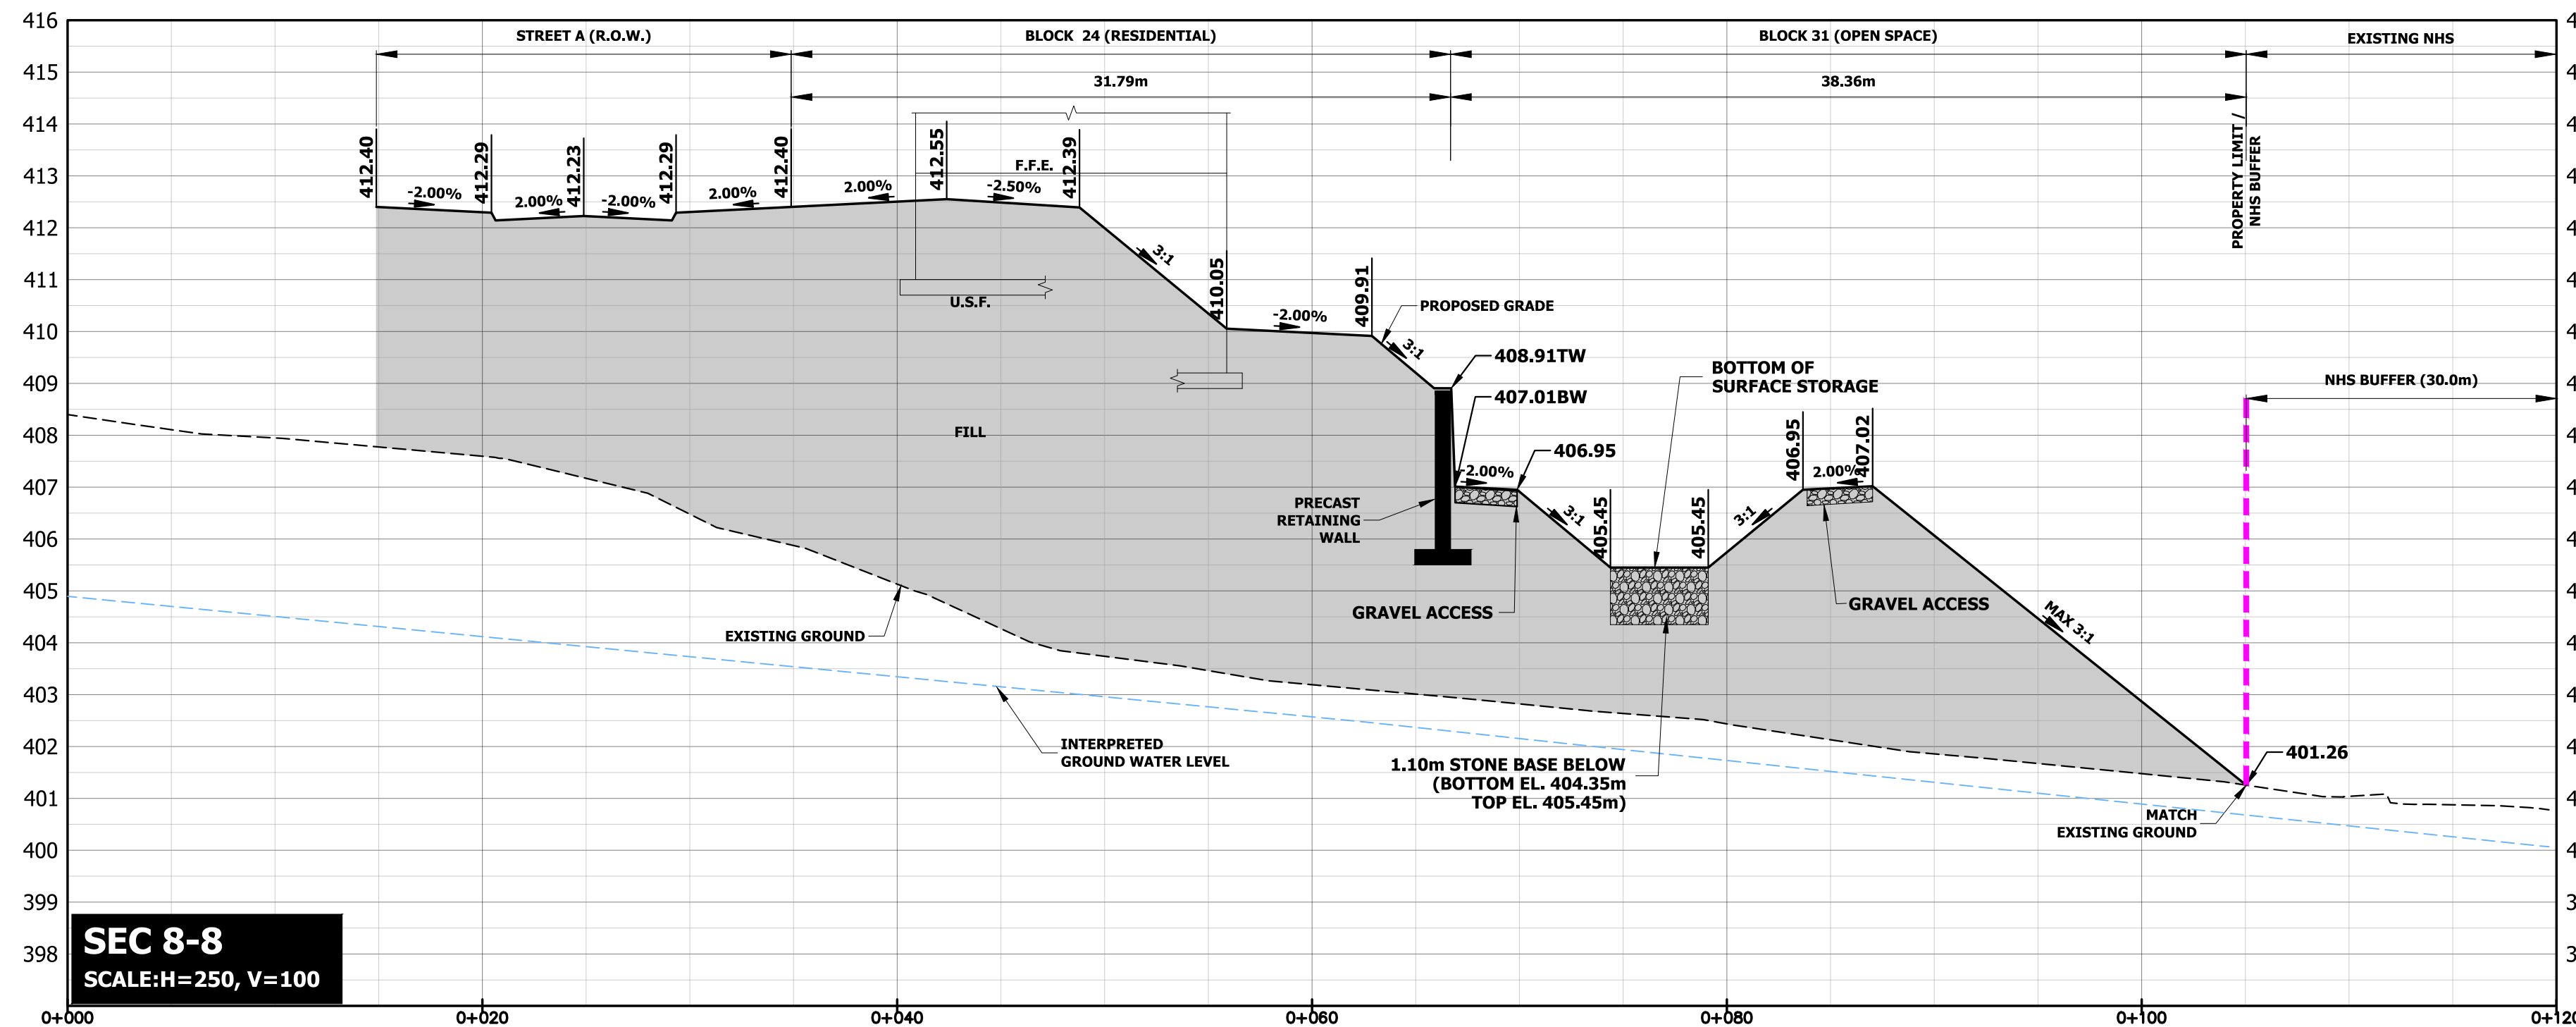 416
415
414
413
412
411
410
409
408
407
406
405
404
403
402
401
400
399
398
STREET A (R.O.W.)
BLOCK 24 (RESIDENTIAL)
BLOCK 31 (OPEN SPACE)
EXISTING NHS
31.79m
38.36m
PROPERTY LIMIT /
NHS BUFFER
412.40
412.29
412.23
412.29
412.40
412.55
412.39
-2.00%
2.00%
-2.00%
2.00%
2.00%
-2.50%
F.F.E.
3:1
U.S.F.
410.05
-2.00%
409.91
PROPOSED GRADE
3:1
408.91TW
407.01BW
BOTTOM OF
SURFACE STORAGE
NHS BUFFER (30.0m)
FILL
406.95
-2.00%
406.95
407.02
2.00%
PRECAST
RETAINING
WALL
3:1
405.45
405.45
3:1
GRAVEL ACCESS
GRAVEL ACCESS
MAX 3:1
EXISTING GROUND
INTERPRETED
GROUND WATER LEVEL
1.10m STONE BASE BELOW
(BOTTOM EL. 404.35m
TOP EL. 405.45m)
401.26
MATCH
EXISTING GROUND
SEC 8-8
SCALE:H=250, V=100
0+000
0+020
0+040
0+060
0+080
0+100
0+120